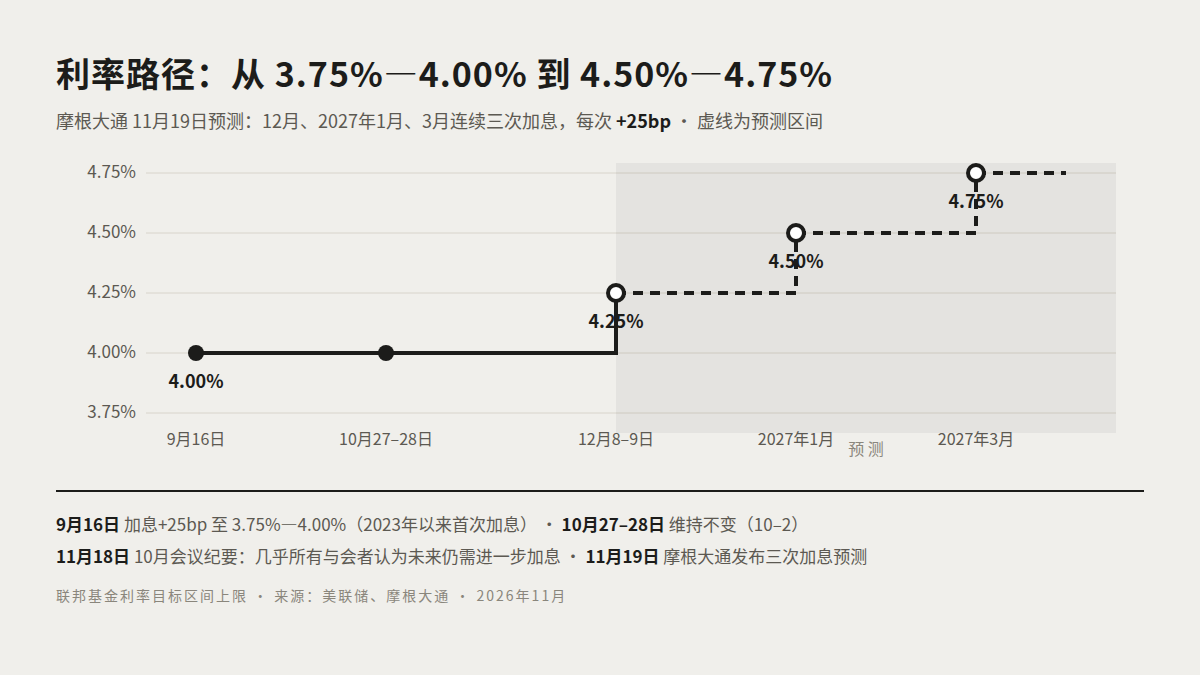 利率路径：从 3.75%—4.00% 到 4.50%—4.75%
摩根大通 11月19日预测：12月、2027年1月、3月连续三次加息，每次 +25bp · 虚线为预测区间
4.75%
4.75%
4.50%
4.50%
4.25%
4.25%
4.00%
4.00%
3.75%
9月16日
10月27–28日
12月8–9日
2027年1月
2027年3月
预测
9月16日 加息+25bp 至 3.75%—4.00%（2023年以来首次加息） · 10月27–28日 维持不变（10–2）
11月18日 10月会议纪要：几乎所有与会者认为未来仍需进一步加息 · 11月19日 摩根大通发布三次加息预测
联邦基金利率目标区间上限 · 来源：美联储、摩根大通 · 2026年11月